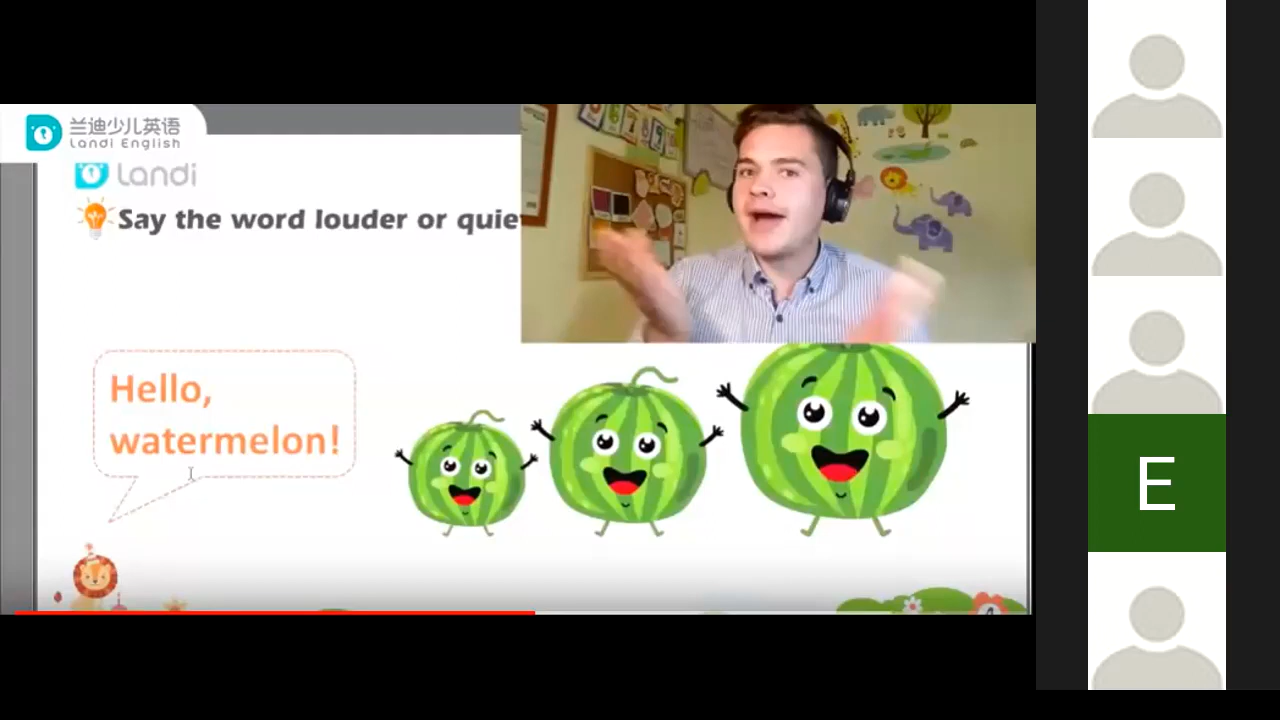 兰迪少儿英语
Landi English
Landi
Say the word louder or quie
Hello,
watermelon!
E